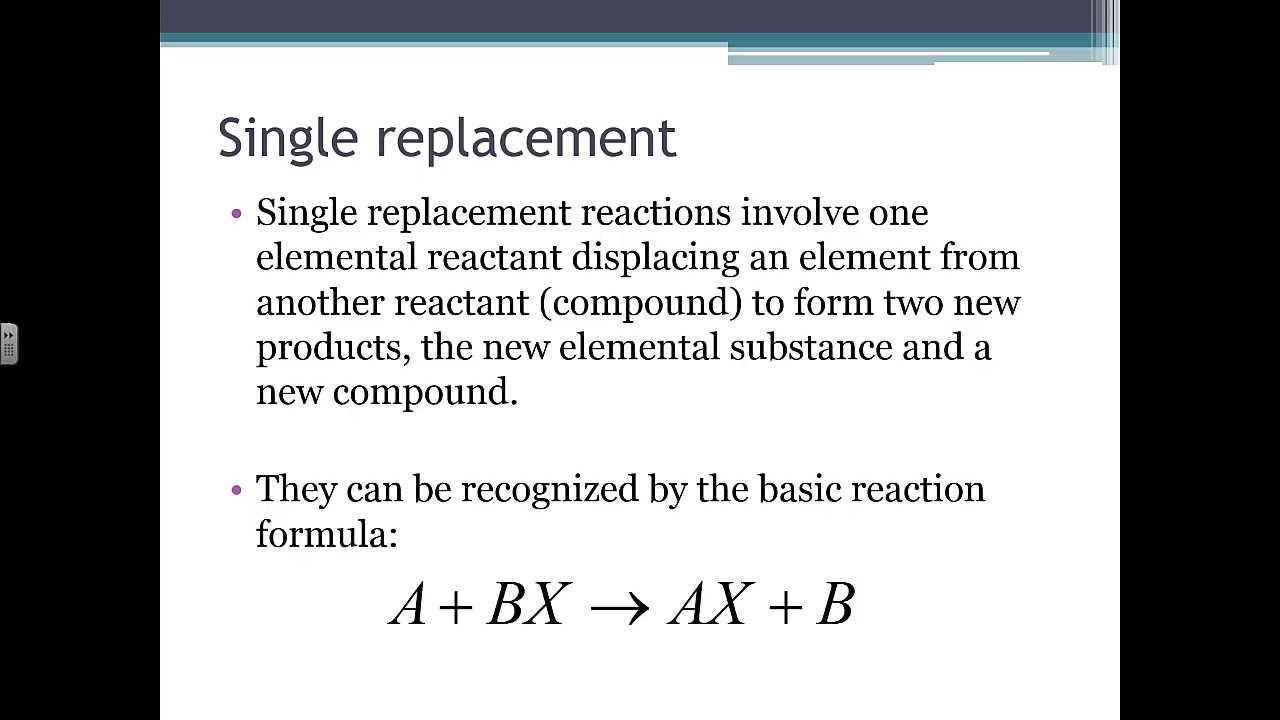 Single replacement
• Single replacement reactions involve one
elemental reactant displacing an element from
another reactant (compound) to form two new
products, the new elemental substance and a
new compound.
• They can be recognized by the basic reaction
formula:
A + BX → AX + B